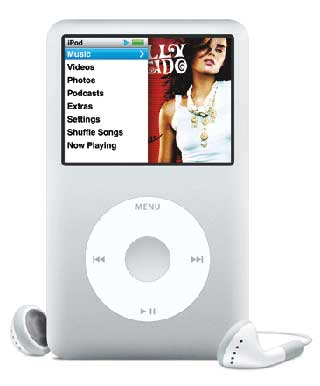 iPod
Music
Videos
Photos
Podcasts
Extras
Settings
Shuffle Songs
Now Playing
MENU